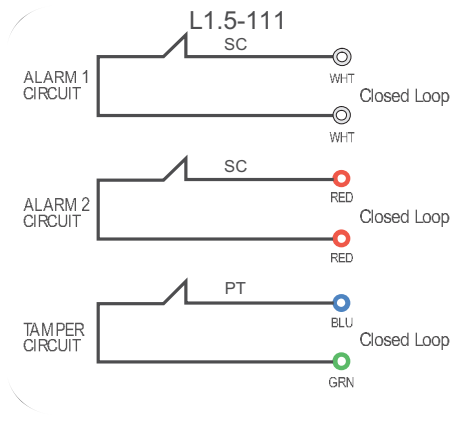 L1.5-111
SC
ALARM 1
CIRCUIT
WHT
Closed Loop
WHT
SC
ALARM 2
CIRCUIT
RED
Closed Loop
RED
PT
TAMPER
CIRCUIT
BLU
Closed Loop
GRN